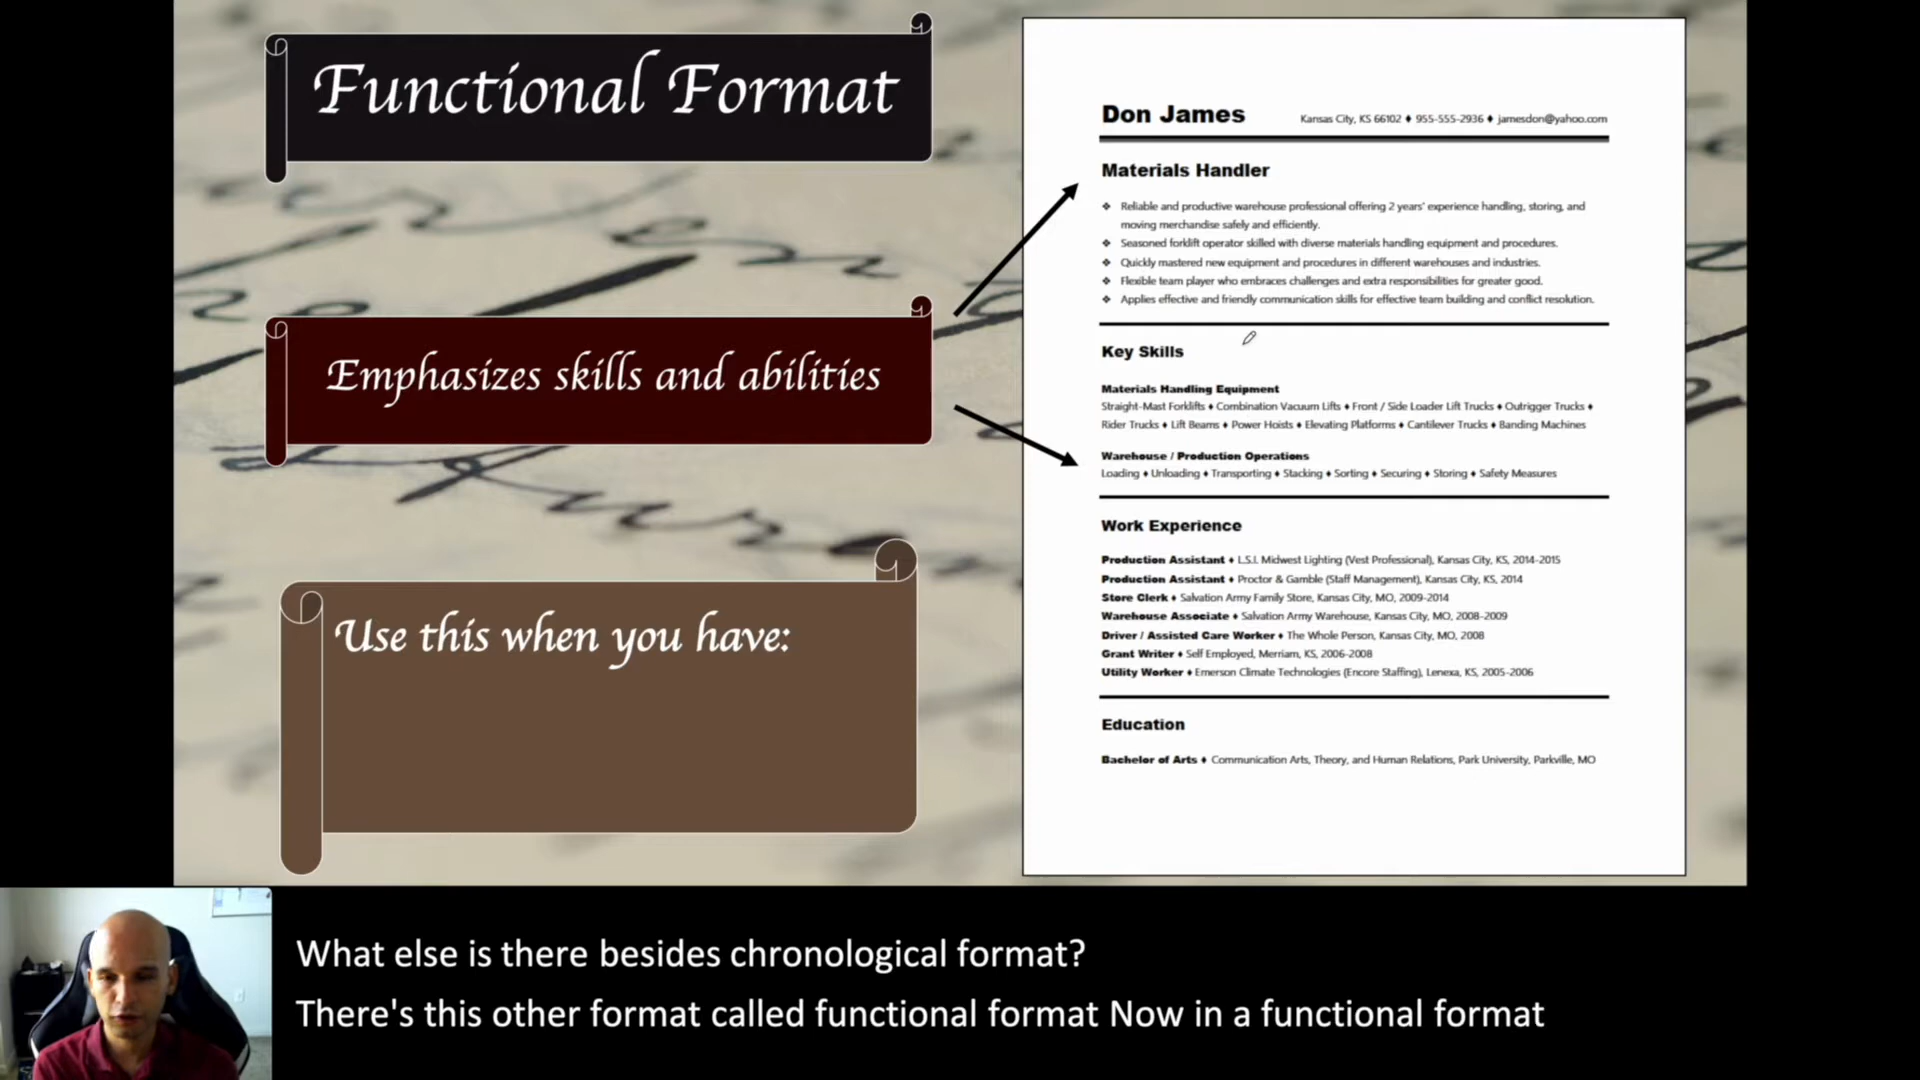 Functional Format
Emphasizes skills and abilities
Use this when you have:
Don James
Kansas City, KS 66102 ♦ 955-555-2936 ♦ jamesdon@yahoo.com
Materials Handler
❖ Reliable and productive warehouse professional offering 2 years' experience handling, storing, and
moving merchandise safely and efficiently.
❖ Seasoned forklift operator skilled with diverse materials handling equipment and procedures.
❖ Quickly mastered new equipment and procedures in different warehouses and industries.
❖ Flexible team player who embraces challenges and extra responsibilities for greater good.
❖ Applies effective and friendly communication skills for effective team building and conflict resolution.
Key Skills
Materials Handling Equipment
Straight-Mast Forklifts ♦ Combination Vacuum Lifts ♦ Front / Side Loader Lift Trucks ♦ Outrigger Trucks ♦
Rider Trucks ♦ Lift Beams ♦ Power Hoists ♦ Elevating Platforms ♦ Cantilever Trucks ♦ Banding Machines
Warehouse / Production Operations
Loading ♦ Unloading ♦ Transporting ♦ Stacking ♦ Sorting ♦ Securing ♦ Storing ♦ Safety Measures
Work Experience
Production Assistant ♦ L.S.I. Midwest Lighting (Vest Professional), Kansas City, KS, 2014-2015
Production Assistant ♦ Proctor & Gamble (Staff Management), Kansas City, KS, 2014
Store Clerk ♦ Salvation Army Family Store, Kansas City, MO, 2009-2014
Warehouse Associate ♦ Salvation Army Warehouse, Kansas City, MO, 2008-2009
Driver / Assisted Care Worker ♦ The Whole Person, Kansas City, MO, 2008
Grant Writer ♦ Self Employed, Merriam, KS, 2006-2008
Utility Worker ♦ Emerson Climate Technologies (Encore Staffing), Lenexa, KS, 2005-2006
Education
Bachelor of Arts ♦ Communication Arts, Theory, and Human Relations, Park University, Parkville, MO
What else is there besides chronological format?
There's this other format called functional format Now in a functional format